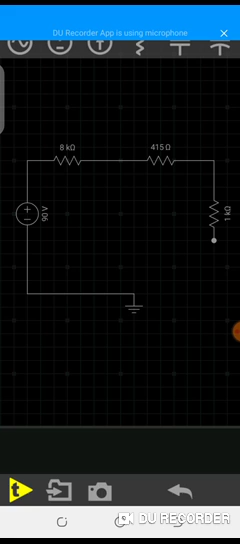 DU Recorder App is using microphone
8 kΩ
415 Ω
90 V
1 kΩ
DU RECORDER